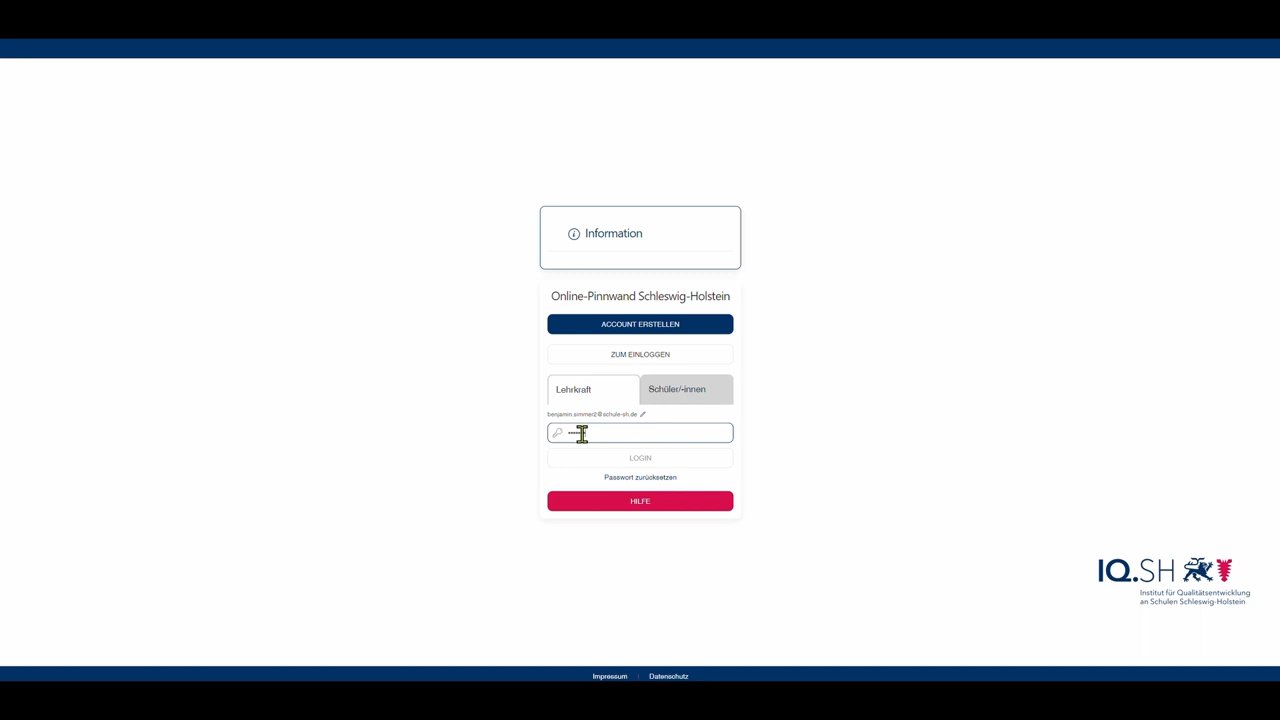 Information
Online-Pinnwand Schleswig-Holstein
ACCOUNT ERSTELLEN
ZUM EINLOGGEN
Lehrkraft
Schüler/-innen
benjamin.simmer2@schule-sh.de
LOGIN
Passwort zurücksetzen
HILFE
IQ.SH
Institut für Qualitätsentwicklung
an Schulen Schleswig-Holstein
Impressum | Datenschutz